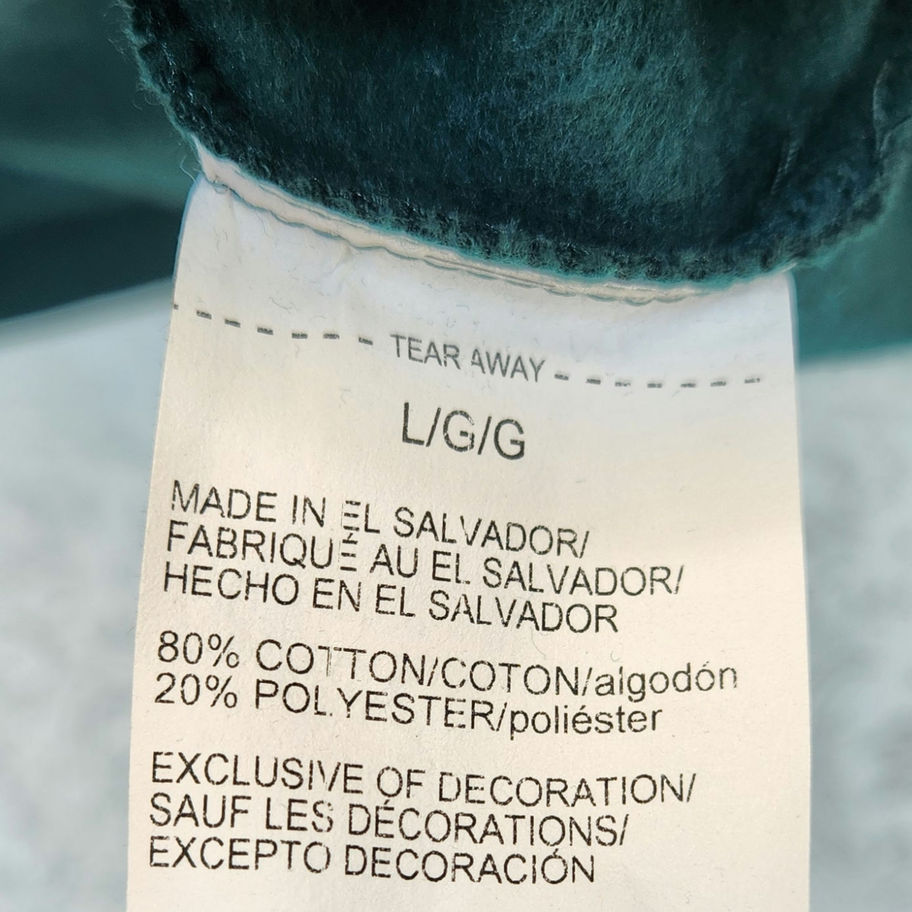 - - - - - - TEAR AWAY - - - - - - -
L/G/G
MADE IN EL SALVADOR/
FABRIQUÉ AU EL SALVADOR/
HECHO EN EL SALVADOR
80% COTTON/COTON/algodón
20% POLYESTER/poliéster
EXCLUSIVE OF DECORATION/
SAUF LES DÉCORATIONS/
EXCEPTO DECORACIÓN